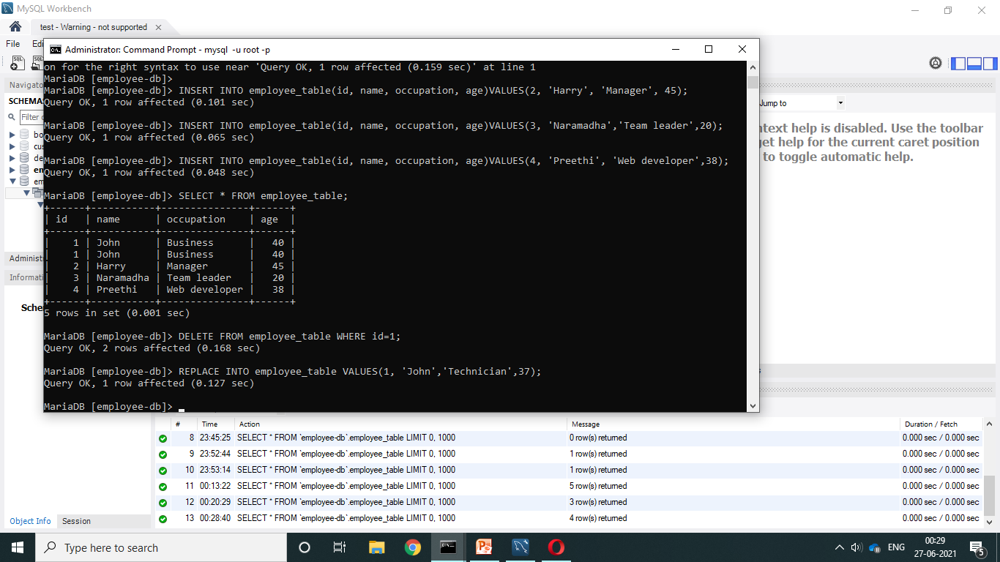 MySQL Workbench
test - Warning - not supported
File
Administrator: Command Prompt - mysql -u root -p
on for the right syntax to use near 'Query OK, 1 row affected (0.159 sec)' at line 1
MariaDB [employee-db]>
MariaDB [employee-db]> INSERT INTO employee_table(id, name, occupation, age)VALUES(2, 'Harry', 'Manager', 45);
Query OK, 1 row affected (0.101 sec)
MariaDB [employee-db]> INSERT INTO employee_table(id, name, occupation, age)VALUES(3, 'Naramadha','Team leader',20);
Query OK, 1 row affected (0.065 sec)
MariaDB [employee-db]> INSERT INTO employee_table(id, name, occupation, age)VALUES(4, 'Preethi', 'Web developer',38);
Query OK, 1 row affected (0.048 sec)
MariaDB [employee-db]> SELECT * FROM employee_table;
+------+-----------+---------------+------+
| id   | name      | occupation    | age  |
+------+-----------+---------------+------+
|    1 | John      | Business      |   40 |
|    1 | John      | Business      |   40 |
|    2 | Harry     | Manager       |   45 |
|    3 | Naramadha | Team leader   |   20 |
|    4 | Preethi   | Web developer |   38 |
+------+-----------+---------------+------+
5 rows in set (0.001 sec)
MariaDB [employee-db]> DELETE FROM employee_table WHERE id=1;
Query OK, 2 rows affected (0.168 sec)
MariaDB [employee-db]> REPLACE INTO employee_table VALUES(1, 'John','Technician',37);
Query OK, 1 row affected (0.127 sec)
MariaDB [employee-db]>
Navigato
SCHEMA
Filter
bo
cus
de
en
em
Administ
Informati
Sche
Jump to
ntext help is disabled. Use the toolbar
get help for the current caret position
to toggle automatic help.
# Time Action Message Duration / Fetch
8 23:45:25 SELECT * FROM `employee-db`.employee_table LIMIT 0, 1000 0 row(s) returned 0.000 sec / 0.000 sec
9 23:52:44 SELECT * FROM `employee-db`.employee_table LIMIT 0, 1000 1 row(s) returned 0.000 sec / 0.000 sec
10 23:53:14 SELECT * FROM `employee-db`.employee_table LIMIT 0, 1000 1 row(s) returned 0.000 sec / 0.000 sec
11 00:13:22 SELECT * FROM `employee-db`.employee_table LIMIT 0, 1000 5 row(s) returned 0.000 sec / 0.000 sec
12 00:20:29 SELECT * FROM `employee-db`.employee_table LIMIT 0, 1000 3 row(s) returned 0.000 sec / 0.000 sec
13 00:28:40 SELECT * FROM `employee-db`.employee_table LIMIT 0, 1000 4 row(s) returned 0.000 sec / 0.000 sec
Object Info Session
Type here to search
ENG
00:29
27-06-2021
5